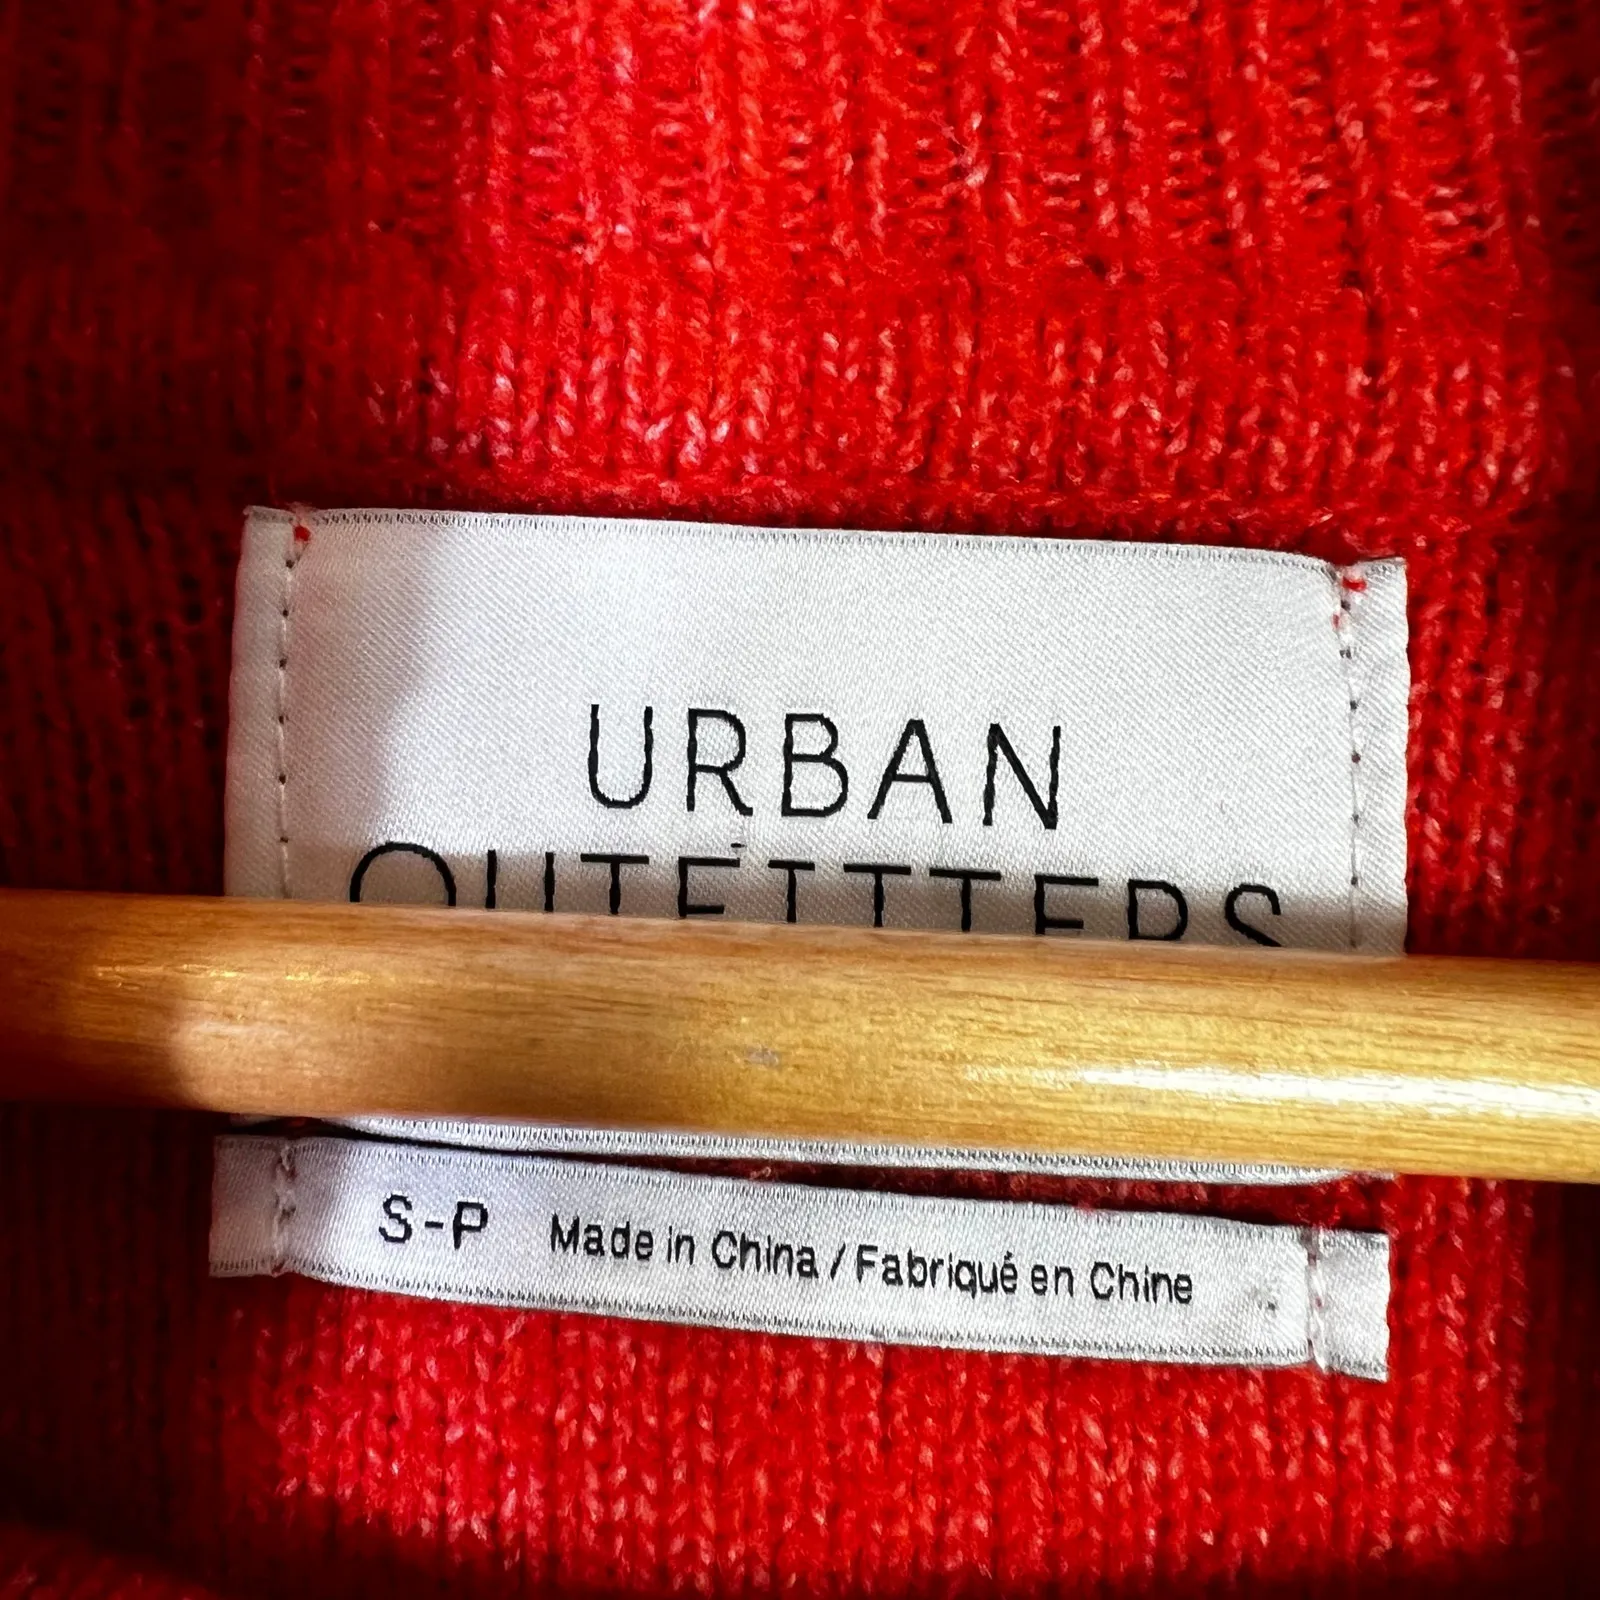 URBAN
OUTFITTERS
S-P Made in China / Fabriqué en Chine